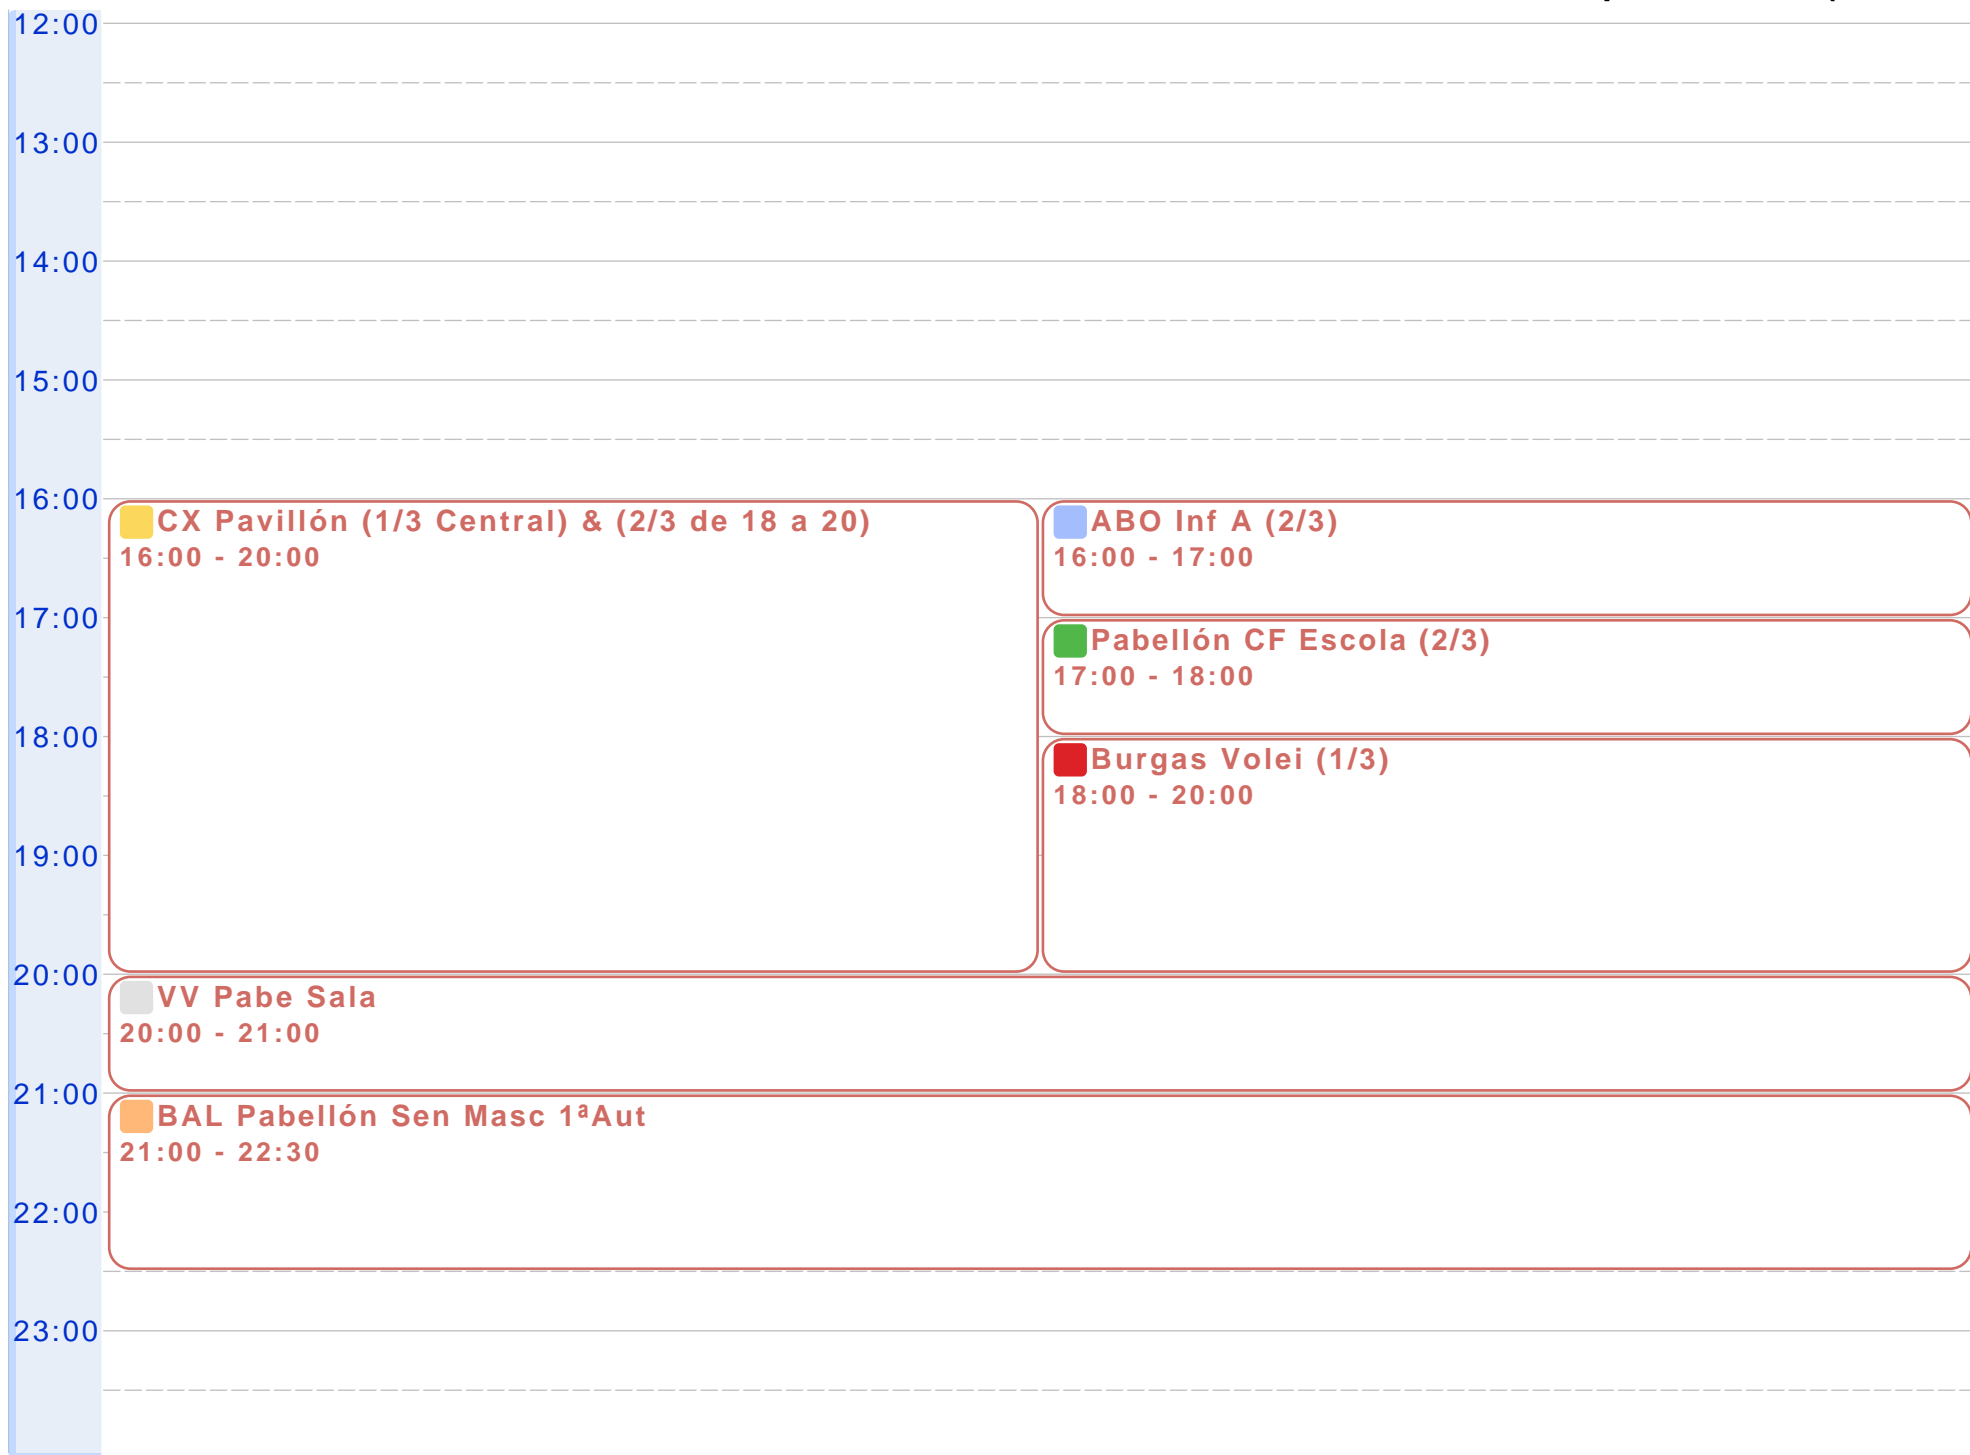 12:00
13:00
14:00
15:00
16:00
CX Pavillón (1/3 Central) & (2/3 de 18 a 20)
16:00 - 20:00
ABO Inf A (2/3)
16:00 - 17:00
17:00
Pabellón CF Escola (2/3)
17:00 - 18:00
18:00
Burgas Volei (1/3)
18:00 - 20:00
19:00
20:00
VV Pabe Sala
20:00 - 21:00
21:00
BAL Pabellón Sen Masc 1ªAut
21:00 - 22:30
22:00
23:00